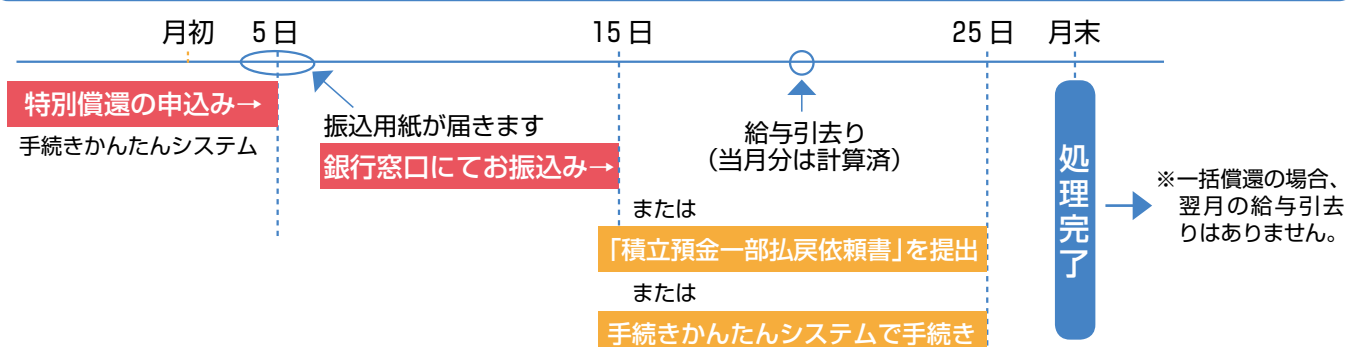 月初
5日
15日
25日
月末
特別償還の申込み→
手続きかんたんシステム
振込用紙が届きます
銀行窓口にてお振込み→
給与引去り
（当月分は計算済）
または
「積立預金一部払戻依頼書」を提出
または
手続きかんたんシステムで手続き
処理完了
※一括償還の場合、
翌月の給与引去
りはありません。